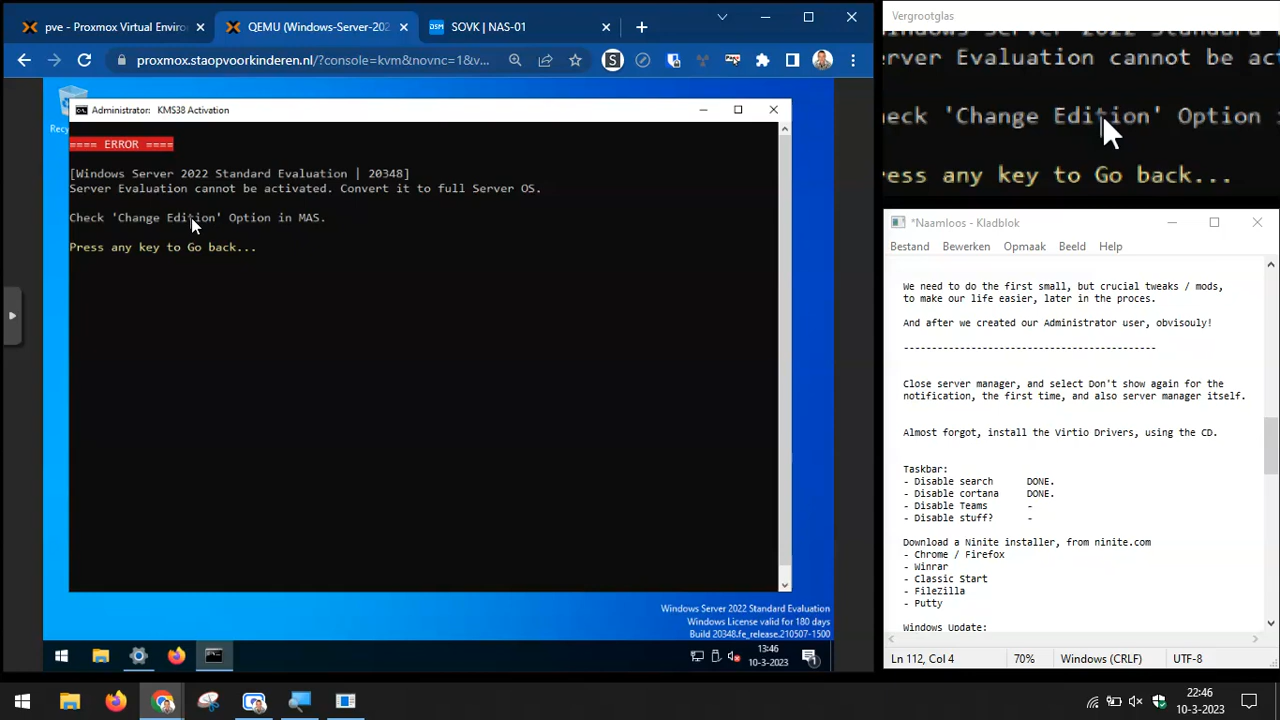 pve - Proxmox Virtual Enviro
QEMU (Windows-Server-202
DSM
SOVK | NAS-01
proxmox.staopvoorkinderen.nl/?console=kvm&novnc=1&v...
Administrator: KMS38 Activation
==== ERROR ====
[Windows Server 2022 Standard Evaluation | 20348]
Server Evaluation cannot be activated. Convert it to full Server OS.
Check 'Change Edition' Option in MAS.
Press any key to Go back...
Windows Server 2022 Standard Evaluation
Windows License valid for 180 days
Build 20348.fe_release.210507-1500
13:46
10-3-2023
Vergrootglas
erver Evaluation cannot be ac
heck 'Change Edition' Option i
ress any key to Go back...
*Naamloos - Kladblok
Bestand Bewerken Opmaak Beeld Help
We need to do the first small, but crucial tweaks / mods,
to make our life easier, later in the proces.
And after we created our Administrator user, obvisouly!
---------------------------------------------
Close server manager, and select Don't show again for the
notification, the first time, and also server manager itself.
Almost forgot, install the Virtio Drivers, using the CD.
Taskbar:
- Disable search DONE.
- Disable cortana DONE.
- Disable Teams -
- Disable stuff? -
Download a Ninite installer, from ninite.com
- Chrome / Firefox
- Winrar
- Classic Start
- FileZilla
- Putty
Windows Update:
Ln 112, Col 4 70% Windows (CRLF) UTF-8
22:46
10-3-2023